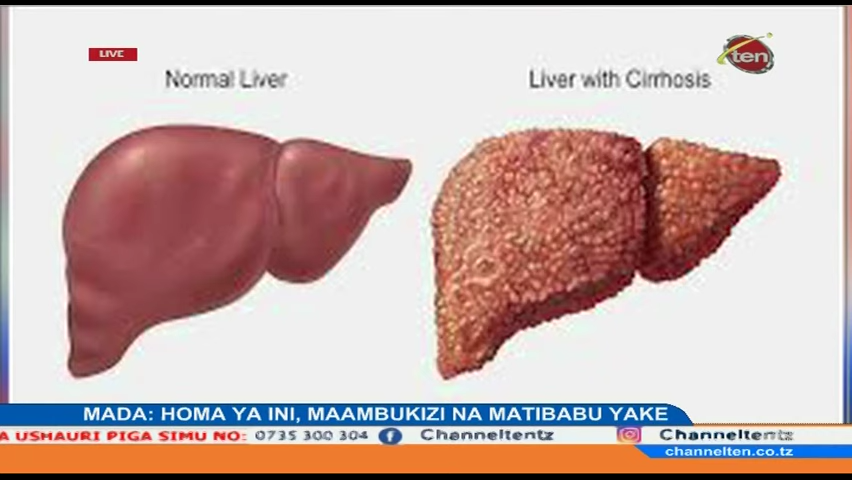 LIVE
ten
Normal Liver
Liver with Cirrhosis
MADA: HOMA YA INI, MAAMBUKIZI NA MATIBABU YAKE
A USHAURI PIGA SIMU NO: 0735 300 304 Channeltentz Channeltentz
channelten.co.tz